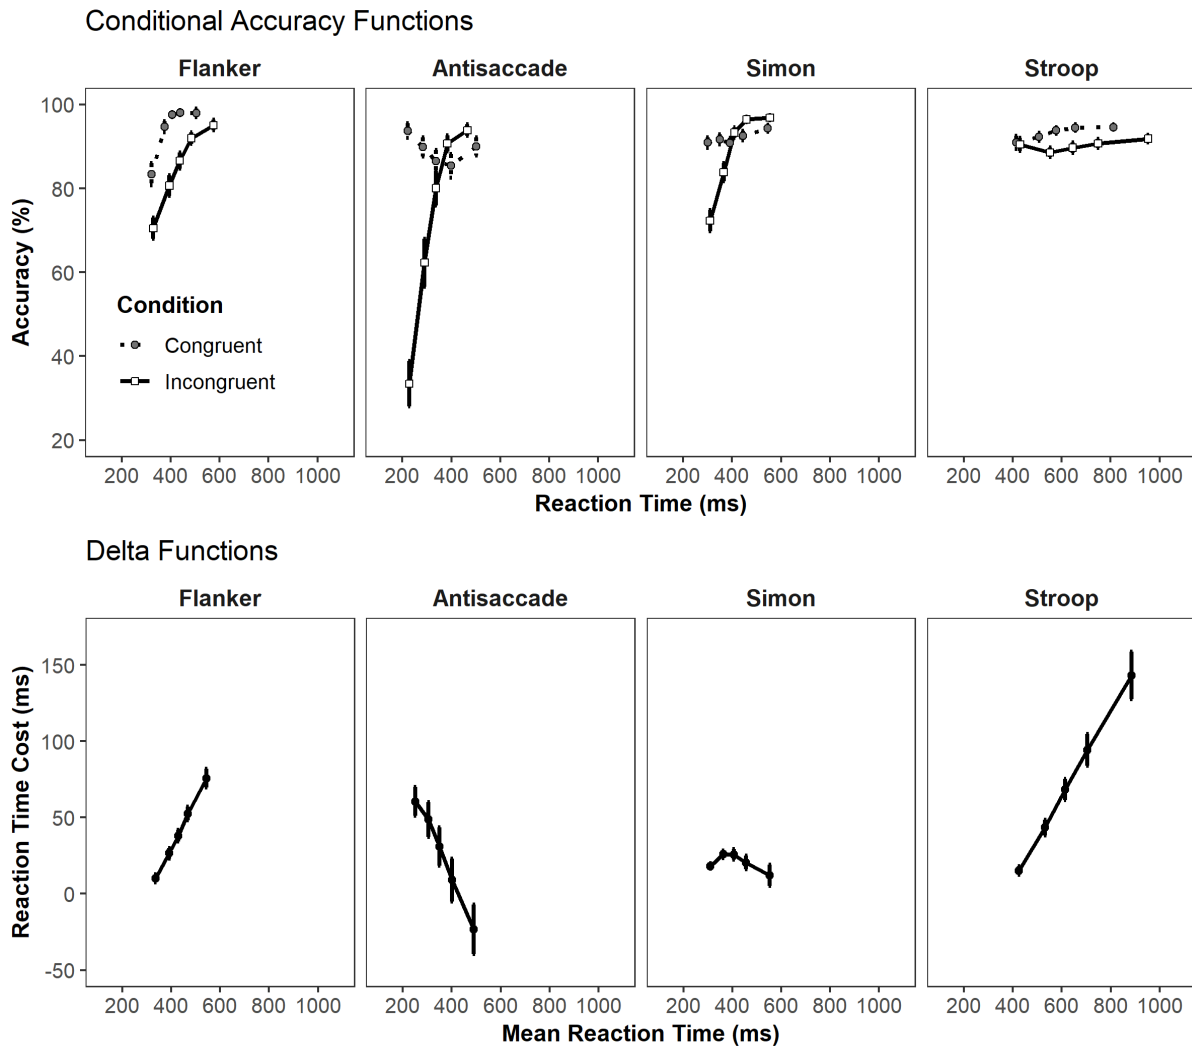 Conditional Accuracy Functions
Flanker Antisaccade Simon Stroop
Accuracy (%)
100
80
60
40
20
Condition
Congruent
Incongruent
200 400 600 800 1000 200 400 600 800 1000 200 400 600 800 1000 200 400 600 800 1000
Reaction Time (ms)
Delta Functions
Flanker Antisaccade Simon Stroop
Reaction Time Cost (ms)
150
100
50
0
-50
200 400 600 800 1000 200 400 600 800 1000 200 400 600 800 1000 200 400 600 800 1000
Mean Reaction Time (ms)